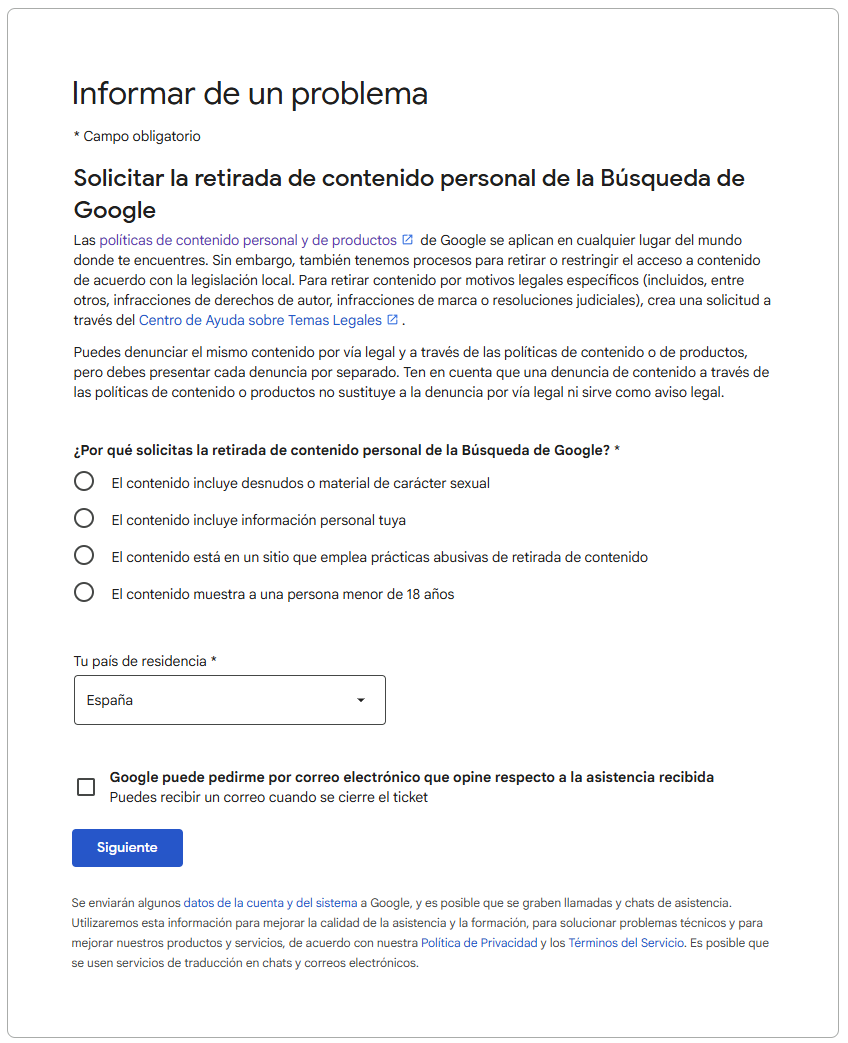 Informar de un problema
* Campo obligatorio
Solicitar la retirada de contenido personal de la Búsqueda de
Google
Las políticas de contenido personal y de productos de Google se aplican en cualquier lugar del mundo
donde te encuentres. Sin embargo, también tenemos procesos para retirar o restringir el acceso a contenido
de acuerdo con la legislación local. Para retirar contenido por motivos legales específicos (incluidos, entre
otros, infracciones de derechos de autor, infracciones de marca o resoluciones judiciales), crea una solicitud a
través del Centro de Ayuda sobre Temas Legales .
Puedes denunciar el mismo contenido por vía legal y a través de las políticas de contenido o de productos,
pero debes presentar cada denuncia por separado. Ten en cuenta que una denuncia de contenido a través de
las políticas de contenido o productos no sustituye a la denuncia por vía legal ni sirve como aviso legal.
¿Por qué solicitas la retirada de contenido personal de la Búsqueda de Google? *
El contenido incluye desnudos o material de carácter sexual
El contenido incluye información personal tuya
El contenido está en un sitio que emplea prácticas abusivas de retirada de contenido
El contenido muestra a una persona menor de 18 años
Tu país de residencia *
España
Google puede pedirme por correo electrónico que opine respecto a la asistencia recibida
Puedes recibir un correo cuando se cierre el ticket
Siguiente
Se enviarán algunos datos de la cuenta y del sistema a Google, y es posible que se graben llamadas y chats de asistencia.
Utilizaremos esta información para mejorar la calidad de la asistencia y la formación, para solucionar problemas técnicos y para
mejorar nuestros productos y servicios, de acuerdo con nuestra Política de Privacidad y los Términos del Servicio. Es posible que
se usen servicios de traducción en chats y correos electrónicos.